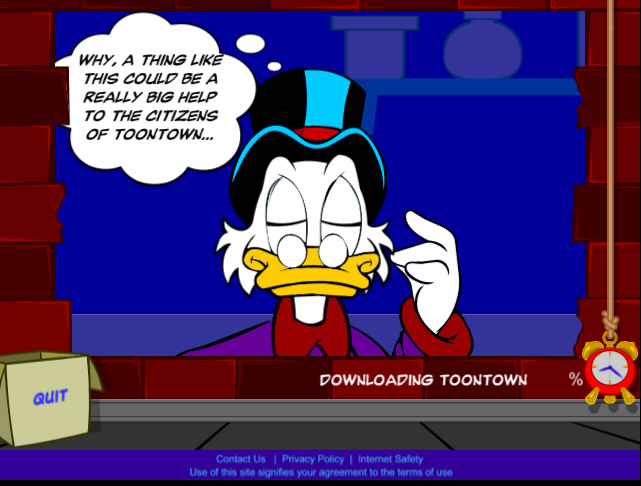 WHY, A THING LIKE
THIS COULD BE A
REALLY BIG HELP
TO THE CITIZENS
OF TOONTOWN...
DOWNLOADING TOONTOWN %
QUIT
Contact Us | Privacy Policy | Internet Safety
Use of this site signifies your agreement to the terms of use